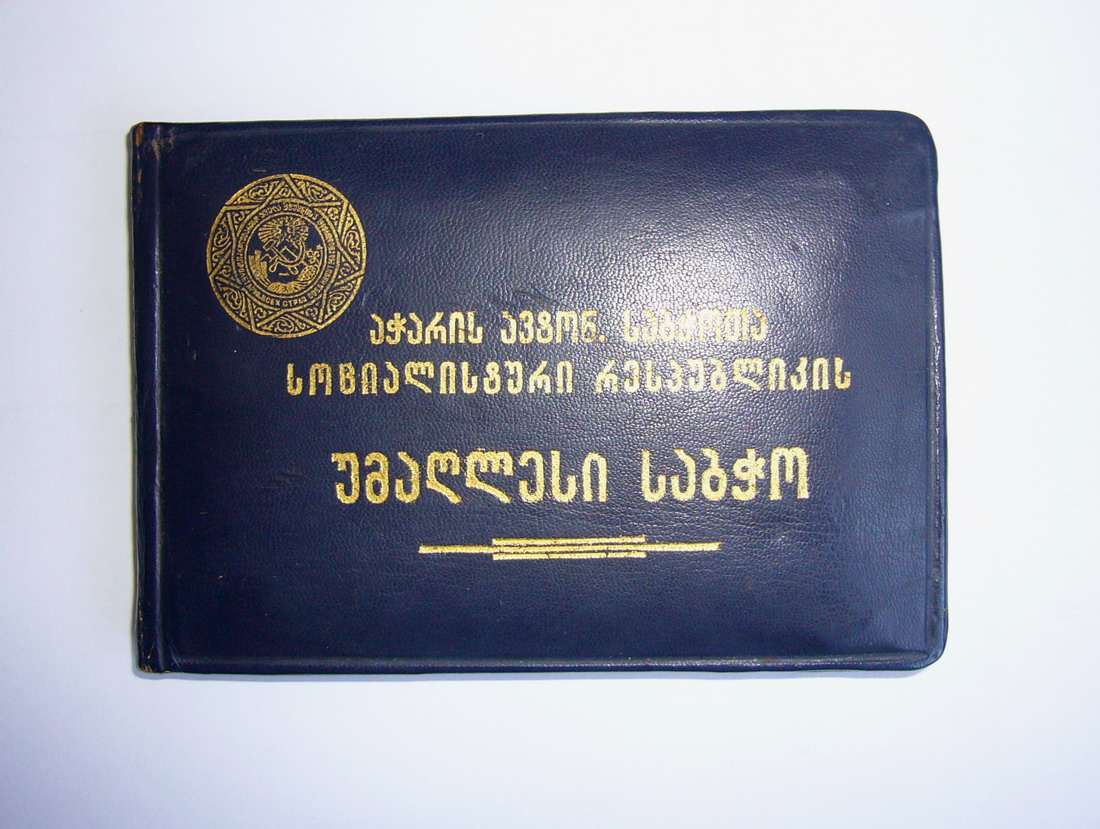 აჭარის ავტონ. საბჭოთა
სოციალისტური რესპუბლიკის
უმაღლესი საბჭო